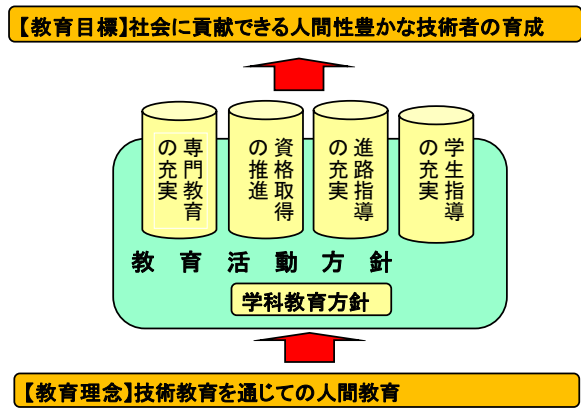 【教育目標】社会に貢献できる人間性豊かな技術者の育成
専門教育
の充実
資格取得
の推進
進路指導
の充実
学生指導
の充実
教育活動方針
学科教育方針
【教育理念】技術教育を通じての人間教育